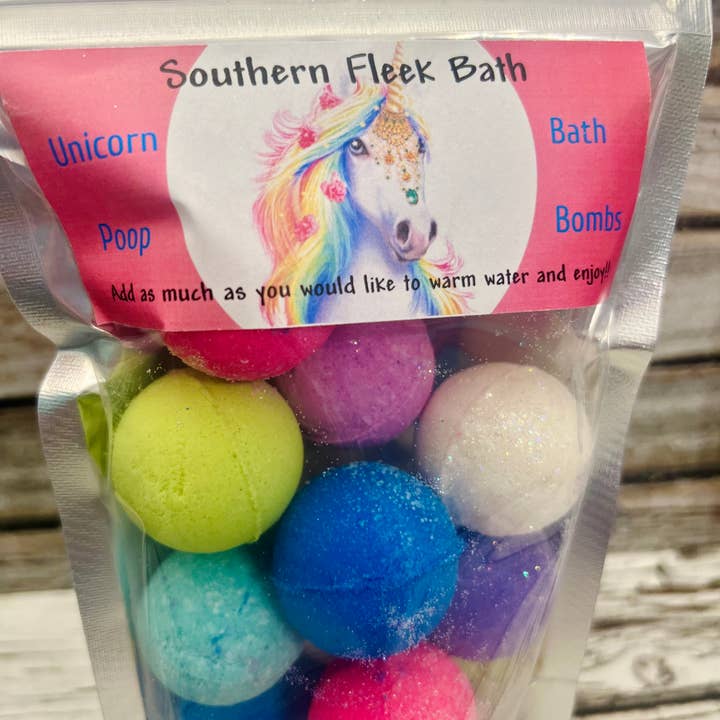 Southern Fleek Bath
Unicorn
Bath
Poop
Bombs
Add as much as you would like to warm water and enjoy!!